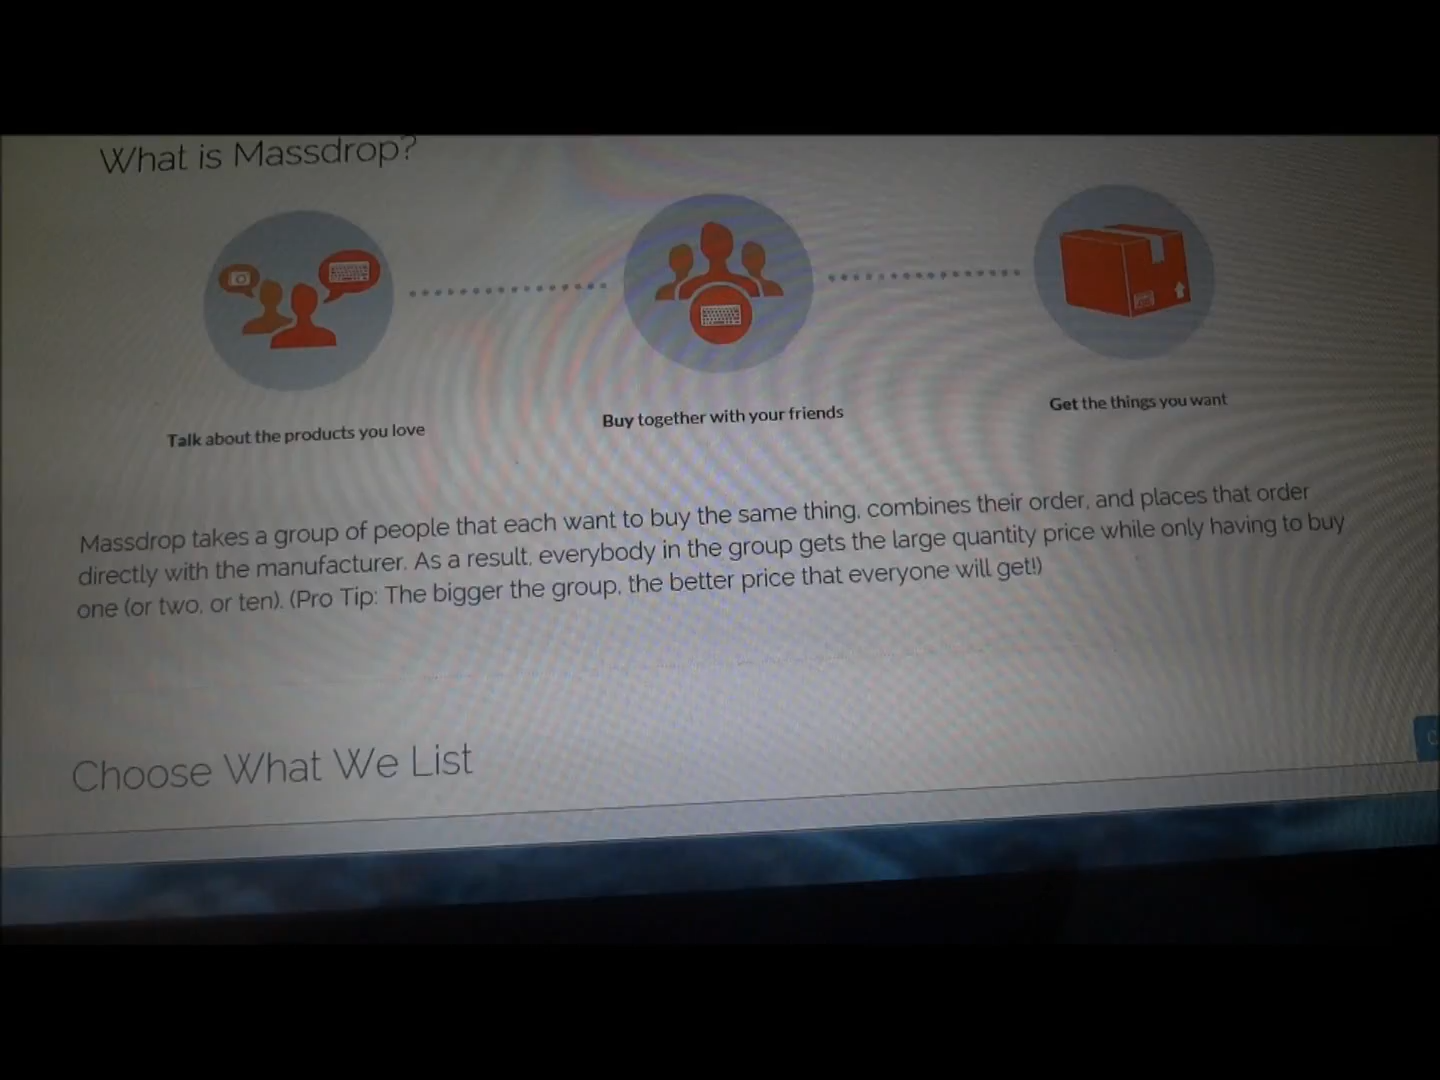 What is Massdrop?
Talk about the products you love
Buy together with your friends
Get the things you want
Massdrop takes a group of people that each want to buy the same thing, combines their order, and places that order
directly with the manufacturer. As a result, everybody in the group gets the large quantity price while only having to buy
one (or two, or ten). (Pro Tip: The bigger the group, the better price that everyone will get!)
Choose What We List